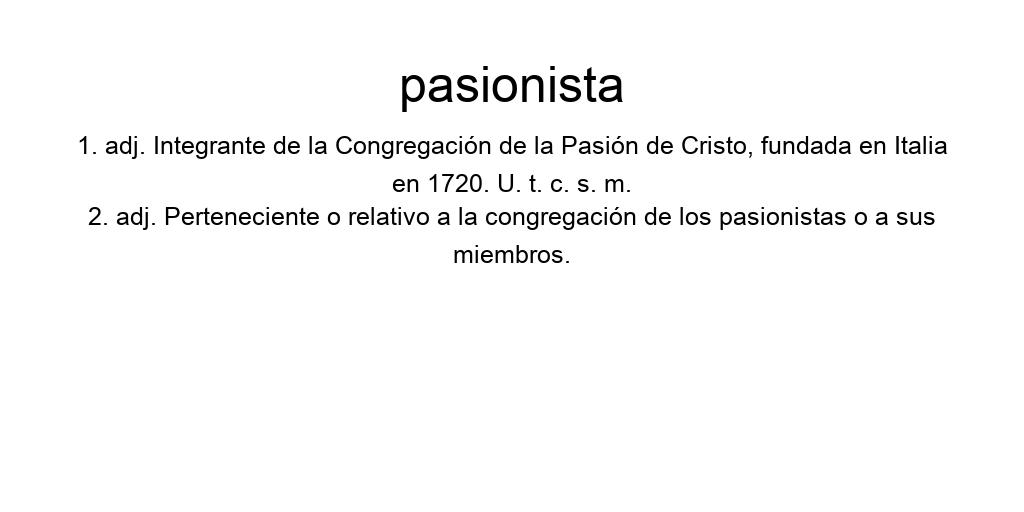 pasionista
1. adj. Integrante de la Congregación de la Pasión de Cristo, fundada en Italia
en 1720. U. t. c. s. m.
2. adj. Perteneciente o relativo a la congregación de los pasionistas o a sus
miembros.